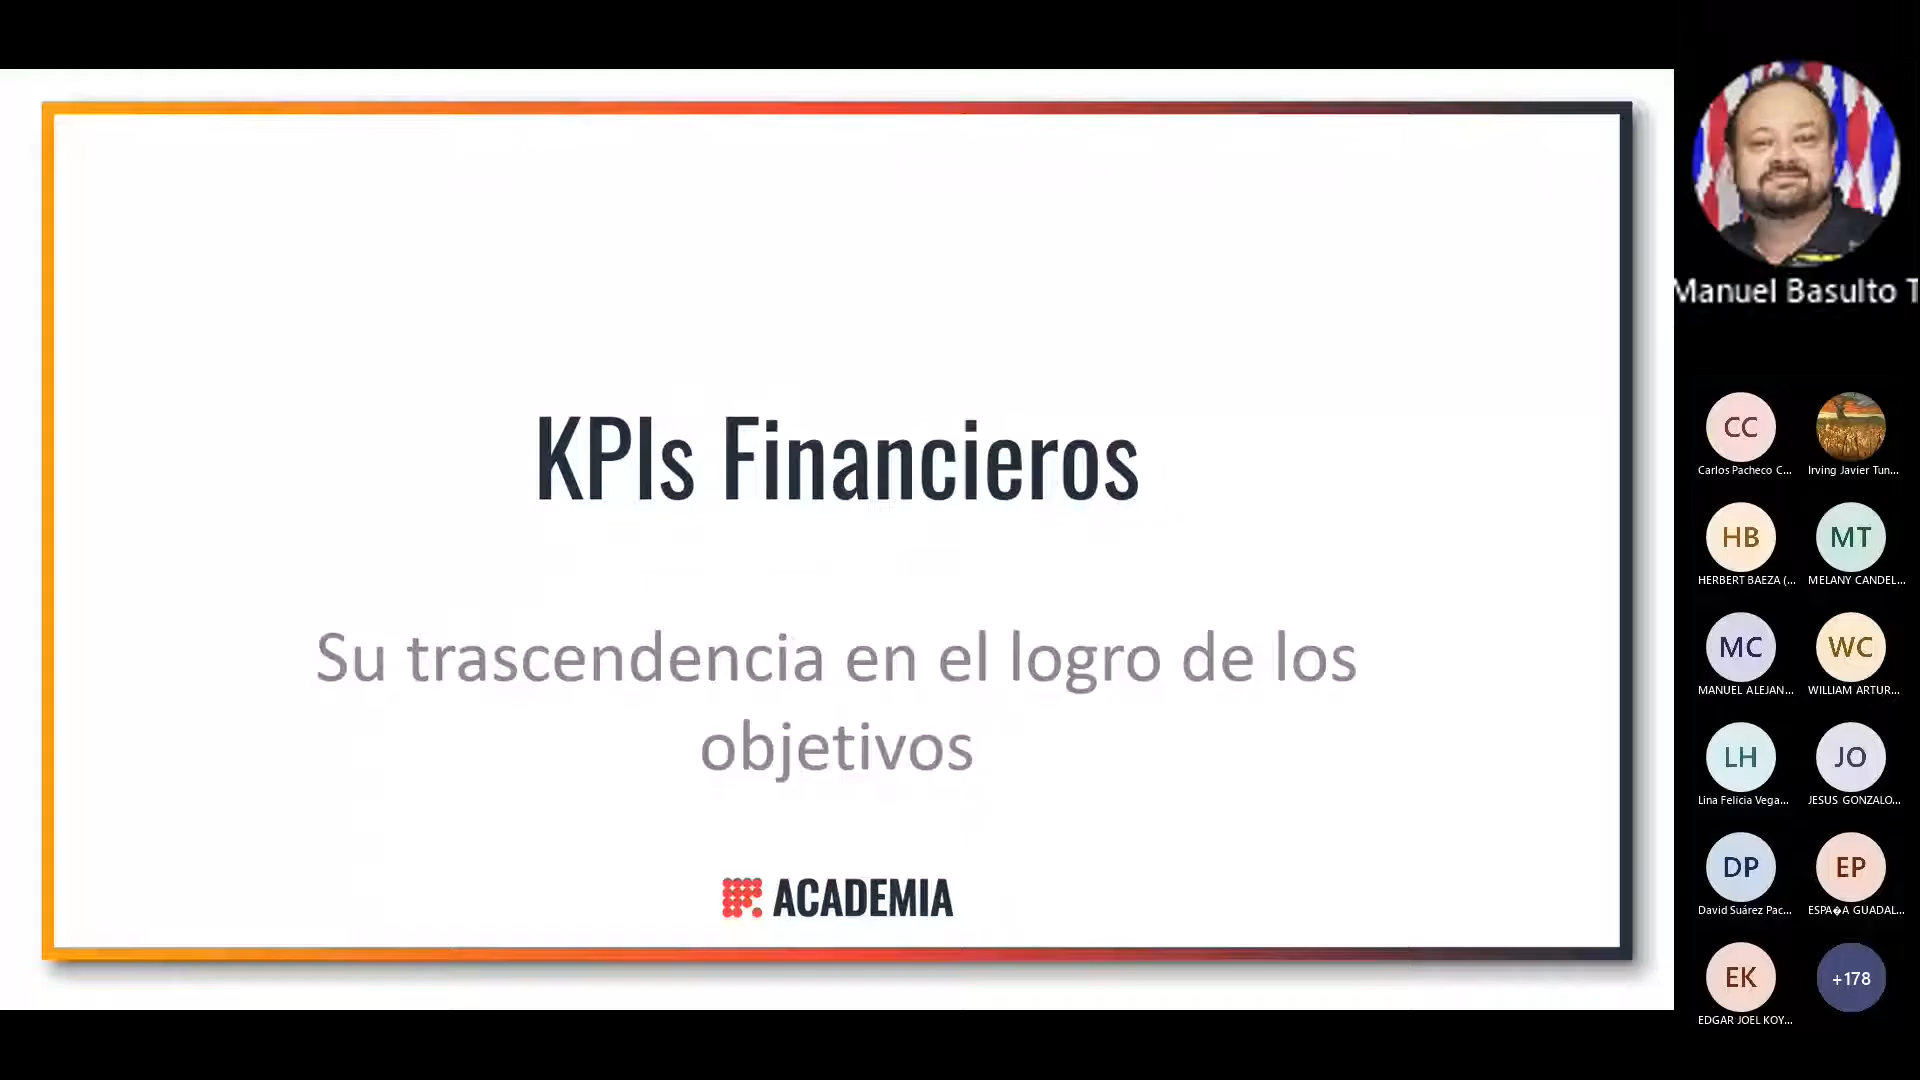 KPIs Financieros
Su trascendencia en el logro de los
objetivos
ACADEMIA
Manuel Basulto T
CC
Carlos Pacheco C...
Irving Javier Tun...
HB
HERBERT BAEZA (...
MT
MELANY CANDEL...
MC
MANUEL ALEJAN...
WC
WILLIAM ARTUR...
LH
Lina Felicia Vega...
JO
JESUS GONZALO...
DP
David Suárez Pac...
EP
ESPA�A GUADAL...
EK
EDGAR JOEL KOY...
+178